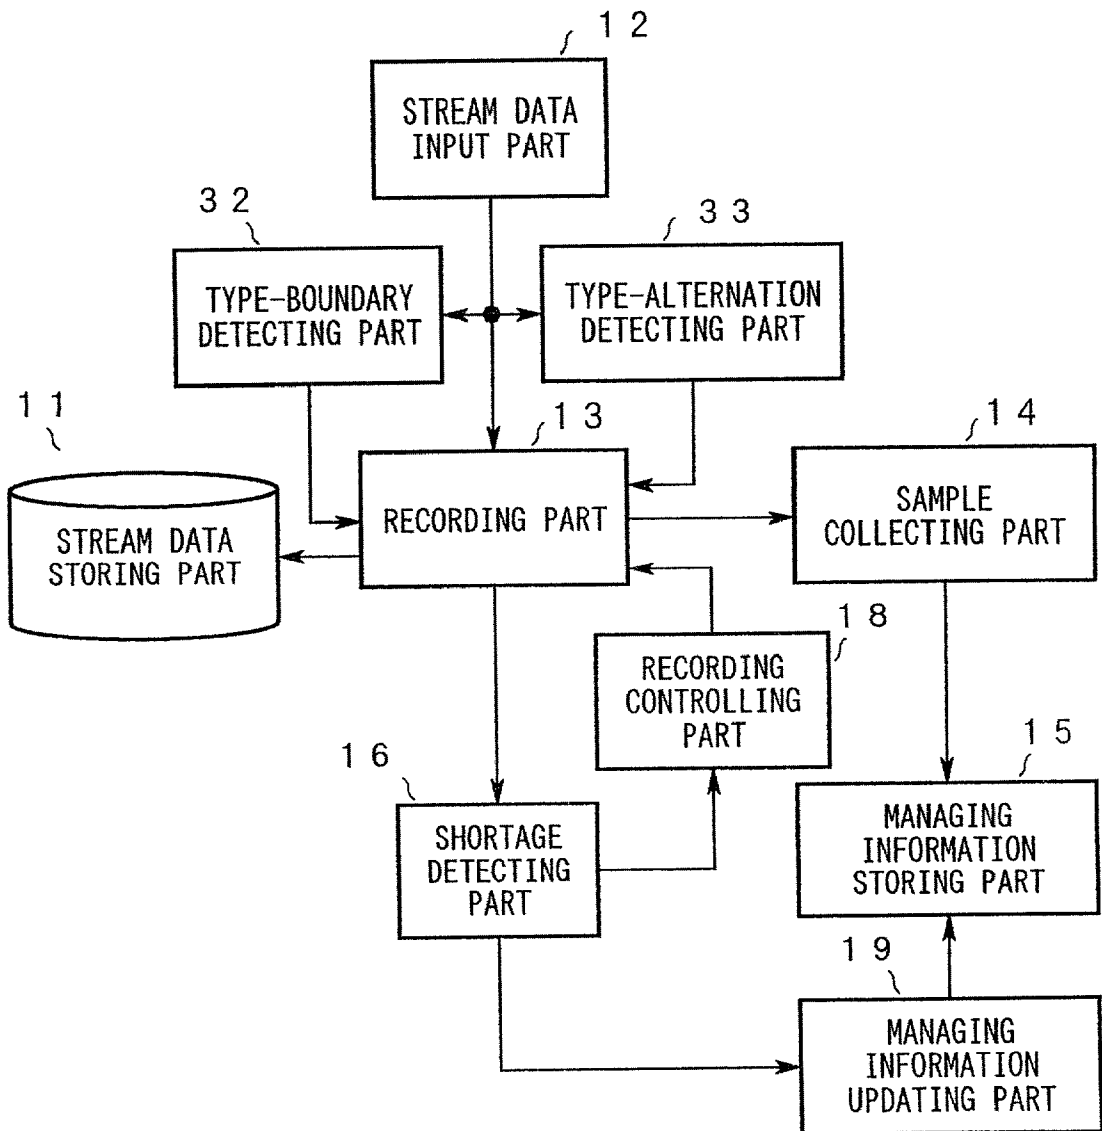 12
STREAM DATA
INPUT PART
32
33
TYPE-BOUNDARY
DETECTING PART
TYPE-ALTERNATION
DETECTING PART
11
13
14
STREAM DATA
STORING PART
RECORDING PART
SAMPLE
COLLECTING PART
18
RECORDING
CONTROLLING
PART
16
15
SHORTAGE
DETECTING
PART
MANAGING
INFORMATION
STORING PART
19
MANAGING
INFORMATION
UPDATING PART